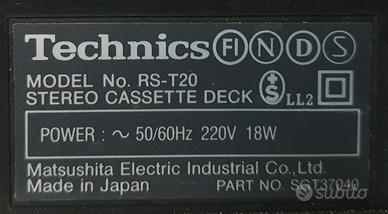 Technics FI N D S
MODEL No. RS-T20
STEREO CASSETTE DECK S LL2
POWER : ~ 50/60Hz 220V 18W
Matsushita Electric Industrial Co., Ltd.
Made in Japan PART NO. SGT37040
subito